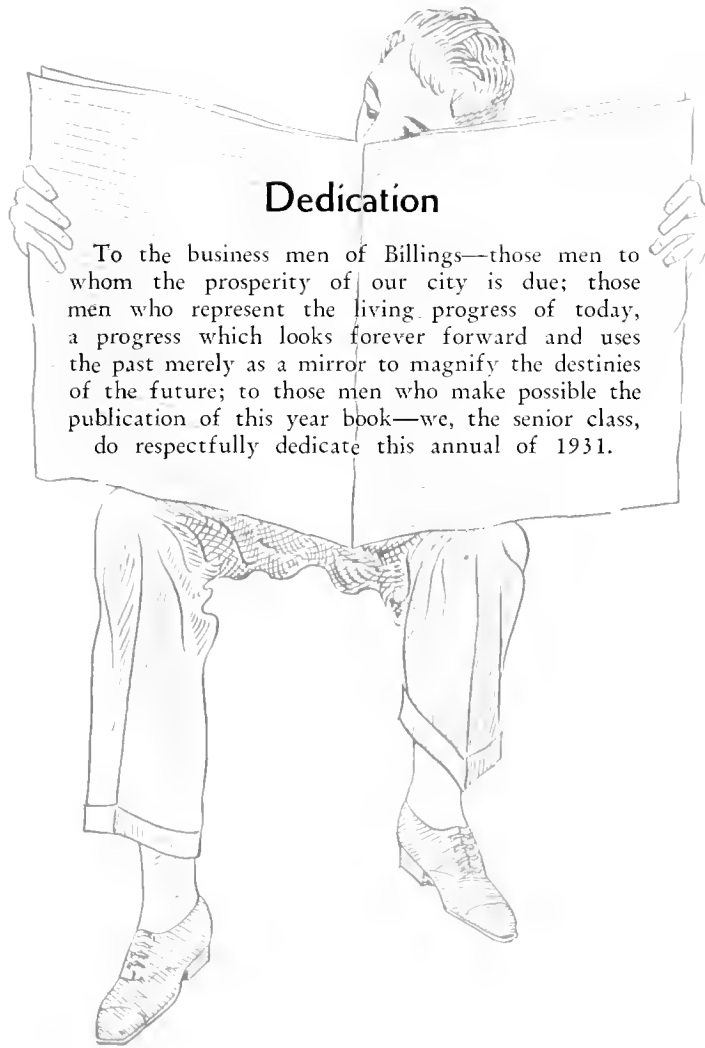 Dedication
To the business men of Billings—those men to
whom the prosperity of our city is due; those
men who represent the living progress of today,
a progress which looks forever forward and uses
the past merely as a mirror to magnify the destinies
of the future; to those men who make possible the
publication of this year book—we, the senior class,
do respectfully dedicate this annual of 1931.